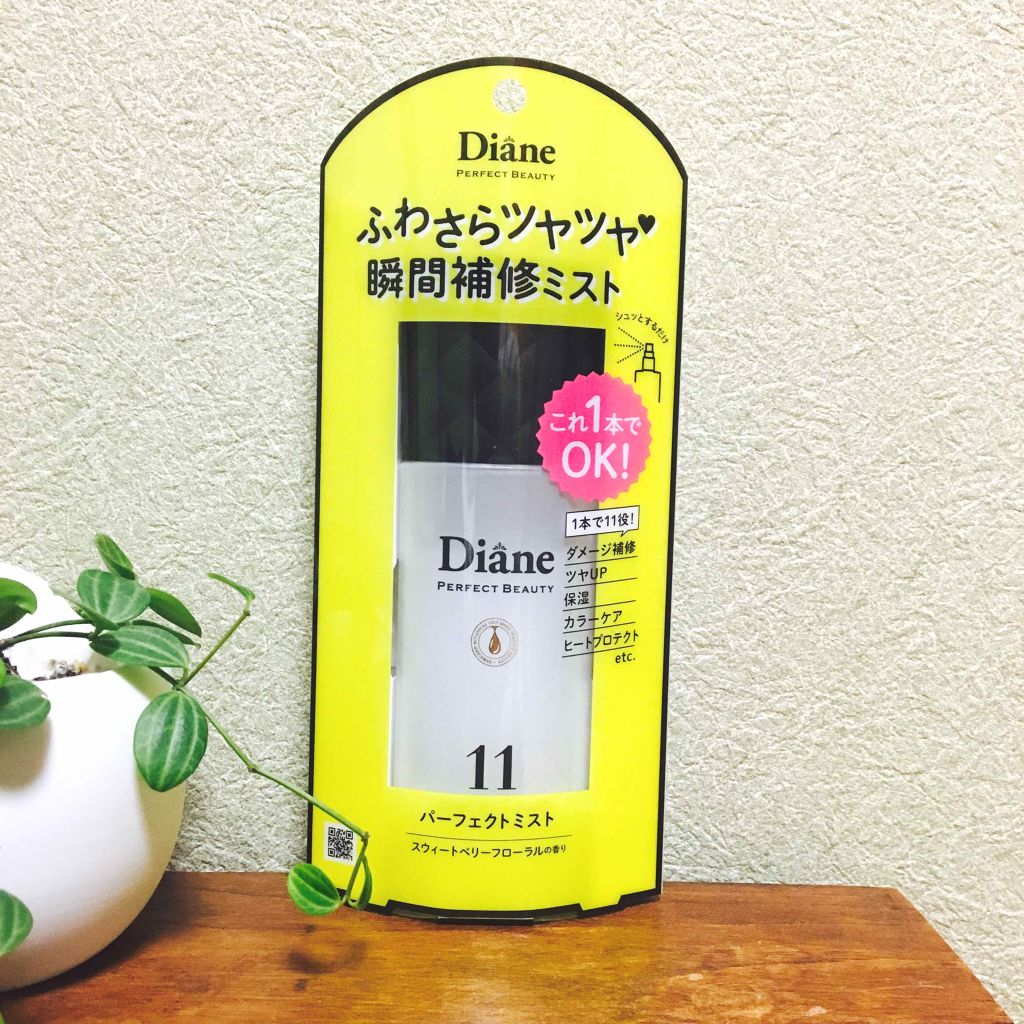 Diane
PERFECT BEAUTY
ふわさらツヤツヤ♥
瞬間補修ミスト
シュッとするだけ
これ1本で
OK!
1本で11役!
ダメージ補修
ツヤUP
保湿
カラーケア
ヒートプロテクト
etc.
Diane
PERFECT BEAUTY
11
パーフェクトミスト
スウィートベリーフローラルの香り